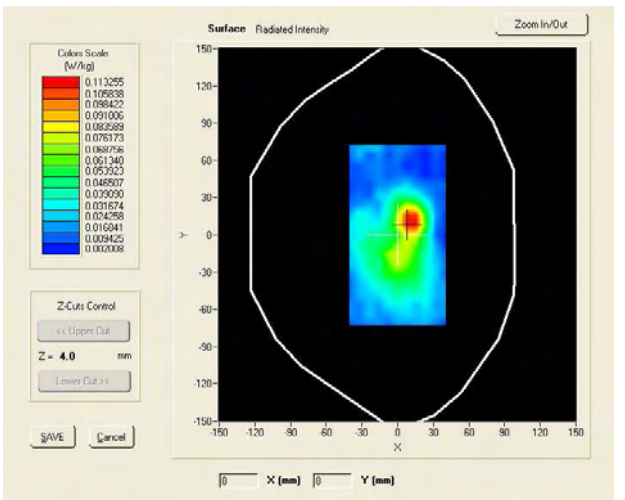 Surface Radiated Intensity
Zoom In/Out
Colors Scale
(W/kg)
0.113255
0.105838
0.098422
0.091006
0.083589
0.076173
0.068756
0.061340
0.053923
0.046507
0.039090
0.031674
0.024258
0.016841
0.009425
0.002008
Z-Cuts Control
<< Upper Cut
Z = 4.0 mm
Lower Cut >>
SAVE Cancel
150
120
90
60
30
0
-30
-60
-90
-120
-150
Y
-150 -120 -90 -60 -30 0 30 60 90 120 150
X
8 X (mm) 8 Y (mm)